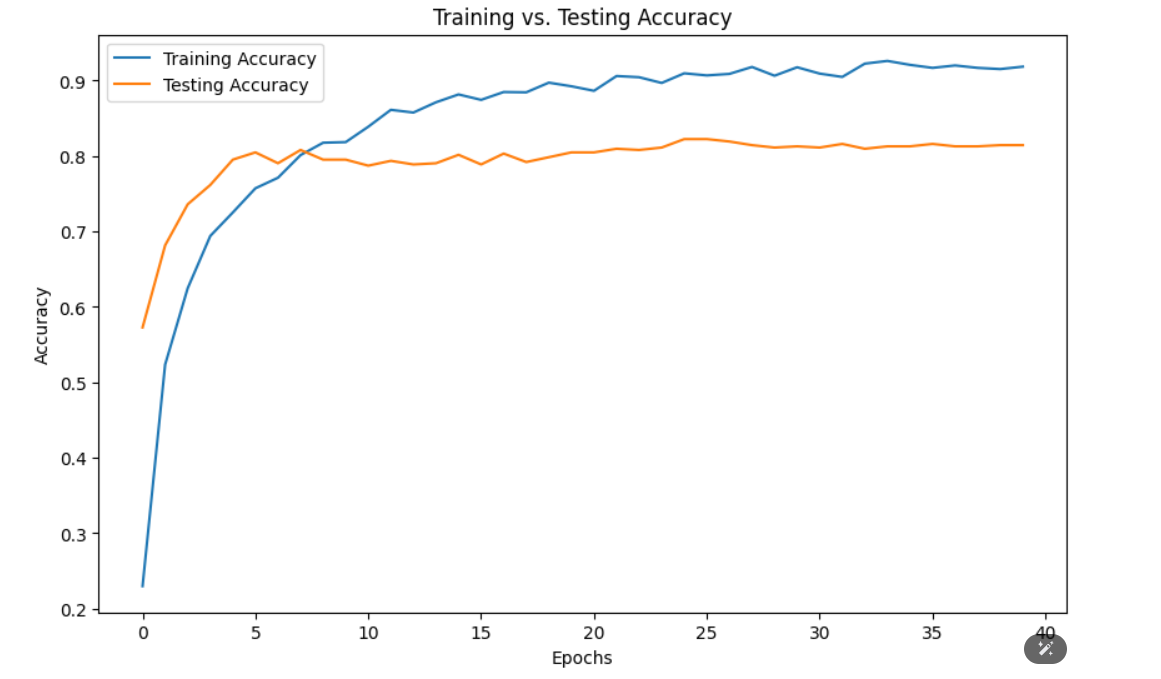 Training vs. Testing Accuracy
Training Accuracy
Testing Accuracy
0.9
0.8
0.7
0.6
0.5
0.4
0.3
0.2
Accuracy
0 5 10 15 20 25 30 35 40
Epochs